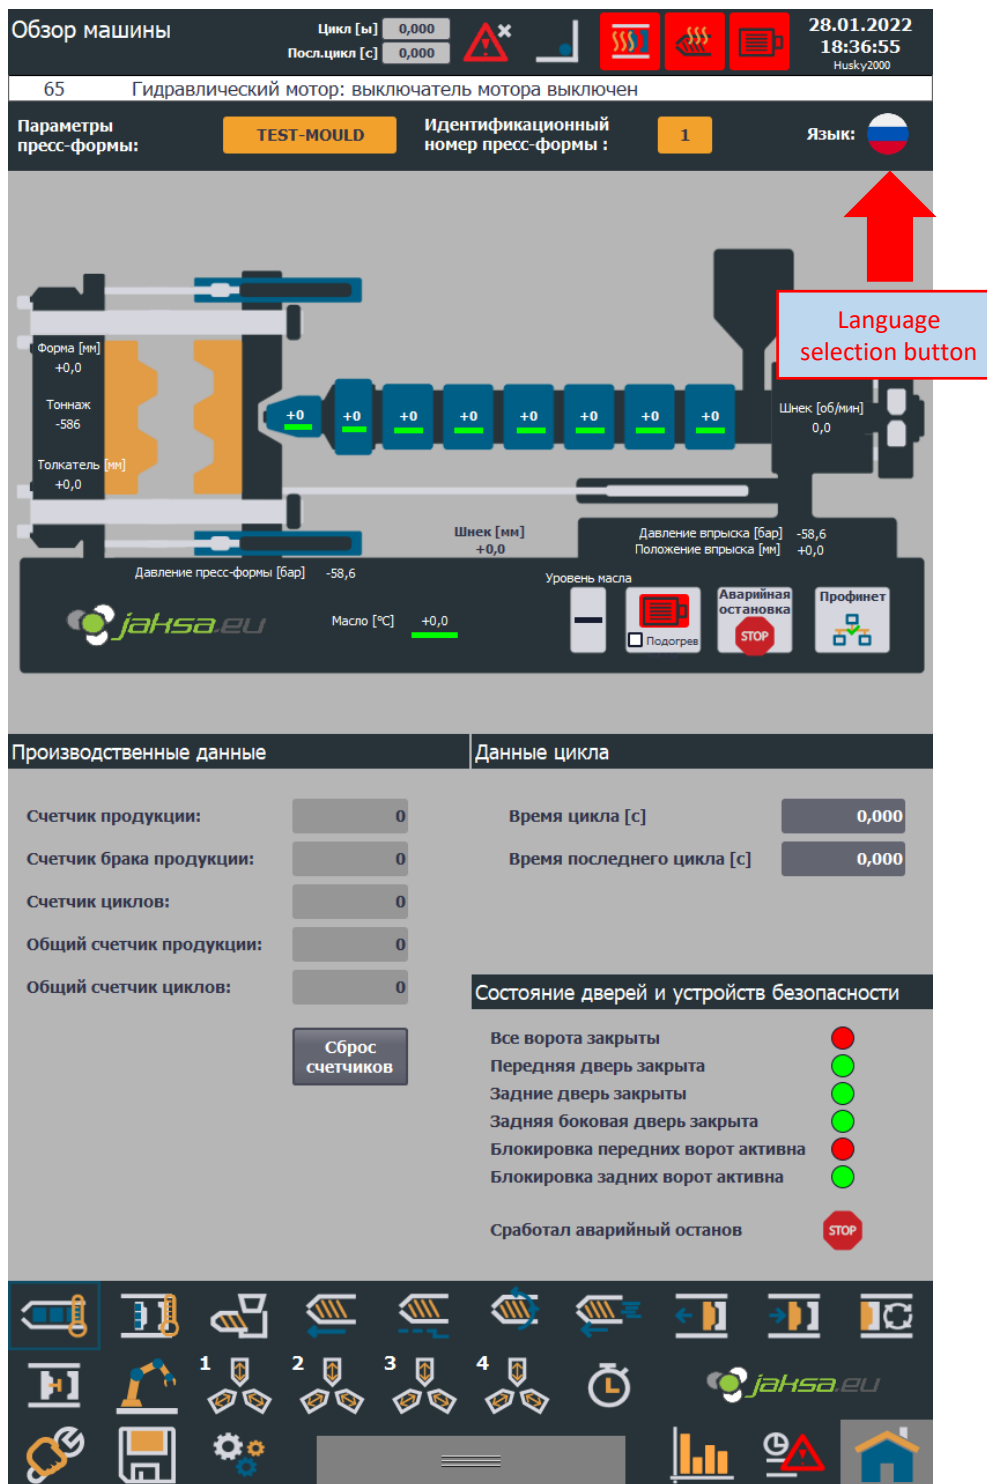 Обзор машины
Цикл [ы] 0,000
Посл.цикл [с] 0,000
28.01.2022
18:36:55
Husky2000
65 Гидравлический мотор: выключатель мотора выключен
Параметры
пресс-формы:
TEST-MOULD
Идентификационный
номер пресс-формы :
1
Язык:
Language
selection button
Форма [мм]
+0,0
Тоннаж
-586
Толкатель [мм]
+0,0
+0 +0 +0 +0 +0 +0 +0 +0
Шнек [об/мин]
0,0
Шнек [мм]
+0,0
Давление впрыска [бар] -58,6
Положение впрыска [мм] +0,0
Давление пресс-формы [бар] -58,6
Уровень масла
jaksa.eu
Масло [°C] +0,0
Подогрев
Аварийная
остановка
STOP
Профинет
Производственные данные
Данные цикла
Счетчик продукции: 0
Счетчик брака продукции: 0
Счетчик циклов: 0
Общий счетчик продукции: 0
Общий счетчик циклов: 0
Сброс
счетчиков
Время цикла [с] 0,000
Время последнего цикла [с] 0,000
Состояние дверей и устройств безопасности
Все ворота закрыты
Передняя дверь закрыта
Задние дверь закрыты
Задняя боковая дверь закрыта
Блокировка передних ворот активна
Блокировка задних ворот активна
Сработал аварийный останов STOP
1 2 3 4
jaksa.eu